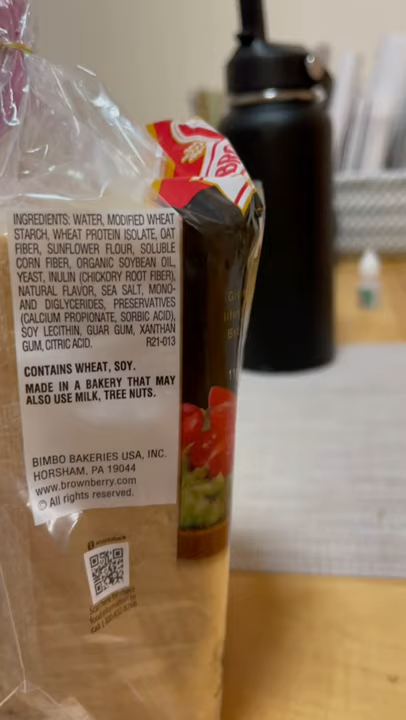 BRO
INGREDIENTS: WATER, MODIFIED WHEAT
STARCH, WHEAT PROTEIN ISOLATE, OAT
FIBER, SUNFLOWER FLOUR, SOLUBLE
CORN FIBER, ORGANIC SOYBEAN OIL,
YEAST, INULIN (CHICKORY ROOT FIBER),
NATURAL FLAVOR, SEA SALT, MONO-
AND DIGLYCERIDES, PRESERVATIVES
(CALCIUM PROPIONATE, SORBIC ACID),
SOY LECITHIN, GUAR GUM, XANTHAN
GUM, CITRIC ACID. R21-013
CONTAINS WHEAT, SOY.
MADE IN A BAKERY THAT MAY
ALSO USE MILK, TREE NUTS.
BIMBO BAKERIES USA, INC.
HORSHAM, PA 19044
www.brownberry.com
© All rights reserved.